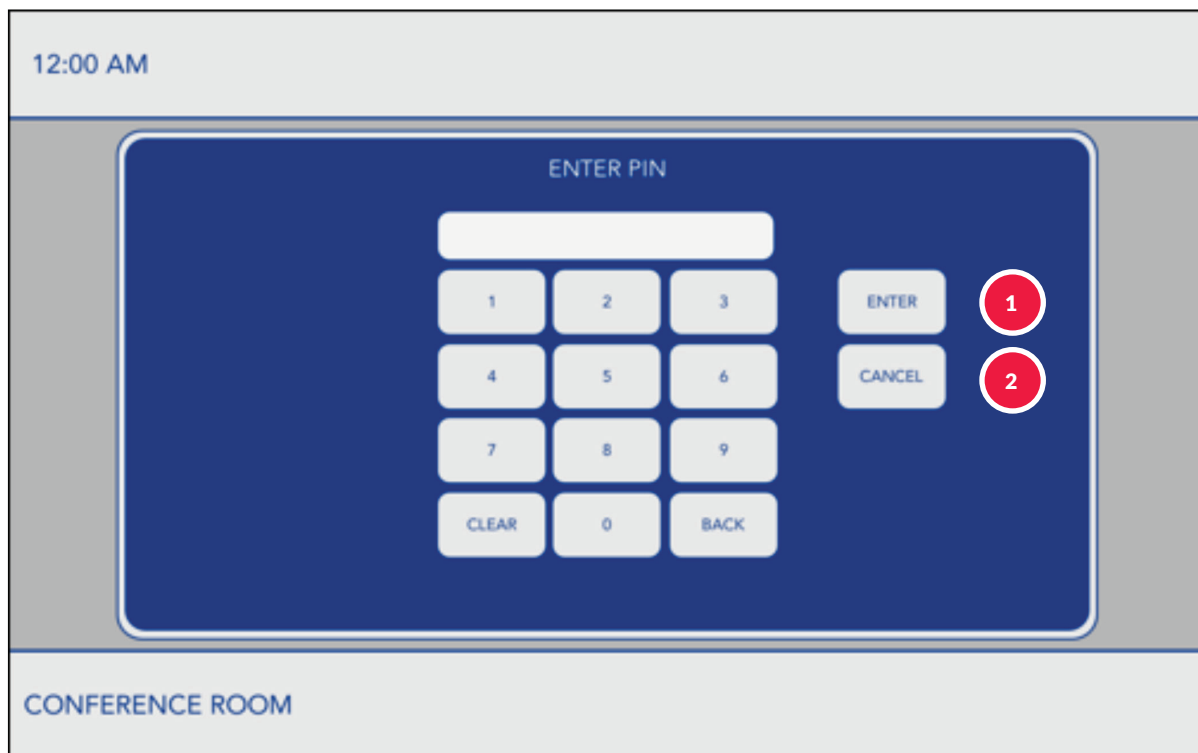 12:00 AM
ENTER PIN
1 2 3 ENTER 1
4 5 6 CANCEL 2
7 8 9
CLEAR 0 BACK
CONFERENCE ROOM